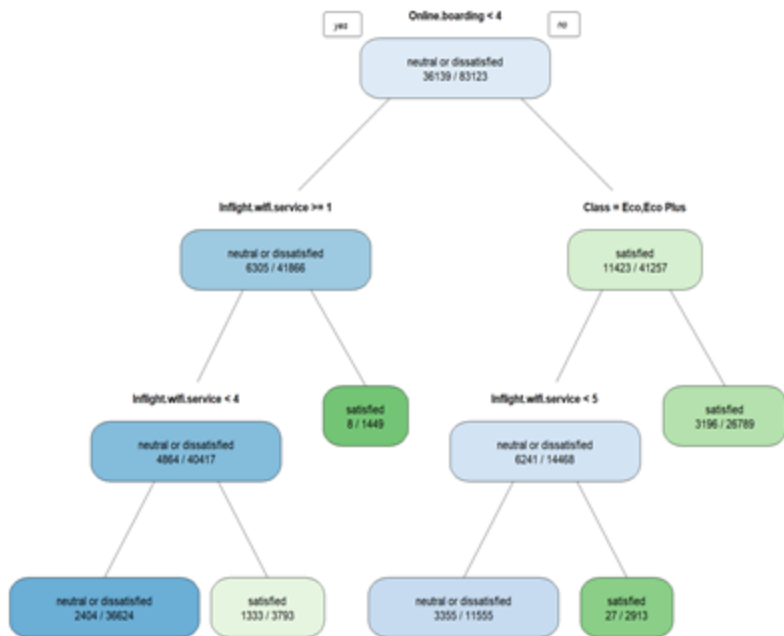 Online.boarding < 4
yes
no
neutral or dissatisfied
36139 / 83123
Inflight.wifi.service >= 1
Class = Eco,Eco Plus
neutral or dissatisfied
6305 / 41866
satisfied
11423 / 41257
Inflight.wifi.service < 4
Inflight.wifi.service < 5
satisfied
8 / 1449
satisfied
3196 / 26789
neutral or dissatisfied
4864 / 40417
neutral or dissatisfied
6241 / 14468
neutral or dissatisfied
2404 / 36624
satisfied
1333 / 3793
neutral or dissatisfied
3355 / 11555
satisfied
27 / 2913